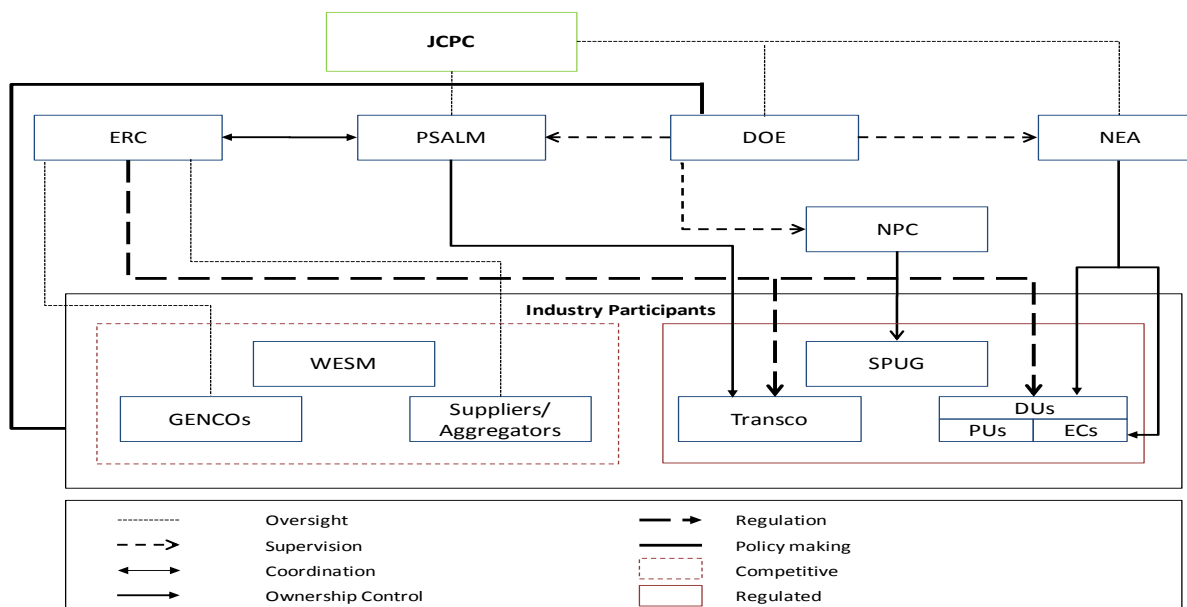 JCPC
ERC
PSALM
DOE
NEA
NPC
Industry Participants
WESM
SPUG
GENCOs
Suppliers/
Aggregators
Transco
DUs
PUs
ECs
Oversight
Regulation
Supervision
Policy making
Coordination
Competitive
Ownership Control
Regulated